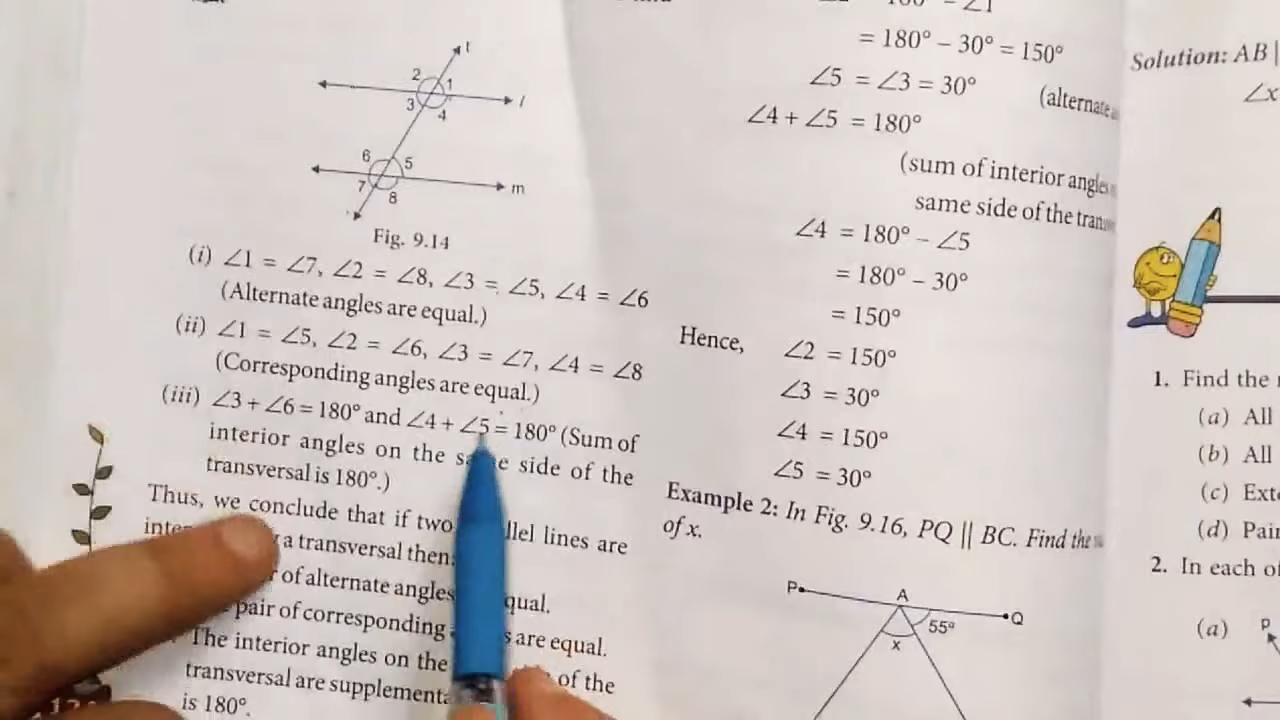 t
2
1
3
4
l
6
5
7
8
m
Fig. 9.14
(i) ∠1 = ∠7, ∠2 = ∠8, ∠3 = ∠5, ∠4 = ∠6
(Alternate angles are equal.)
(ii) ∠1 = ∠5, ∠2 = ∠6, ∠3 = ∠7, ∠4 = ∠8
(Corresponding angles are equal.)
(iii) ∠3 + ∠6 = 180° and ∠4 + ∠5 = 180° (Sum of
interior angles on the side of the
transversal is 180°.)
Thus, we conclude that if two lines are
a transversal then
of alternate angles
pair of corresponding are equal.
The interior angles on the of the
transversal are
is 180°.
= 180° – 30° = 150°
∠5 = ∠3 = 30° (alternate
∠4 + ∠5 = 180°
(sum of interior angles
same side of the
∠4 = 180° – ∠5
= 180° – 30°
= 150°
Hence, ∠2 = 150°
∠3 = 30°
∠4 = 150°
∠5 = 30°
Example 2: In Fig. 9.16, PQ || BC. Find the
of x.
P
A
Q
55°
x
Solution: AB |
∠x
1. Find the
(a) All
(b) All
(c)
(d)
2. In each of
(a) P